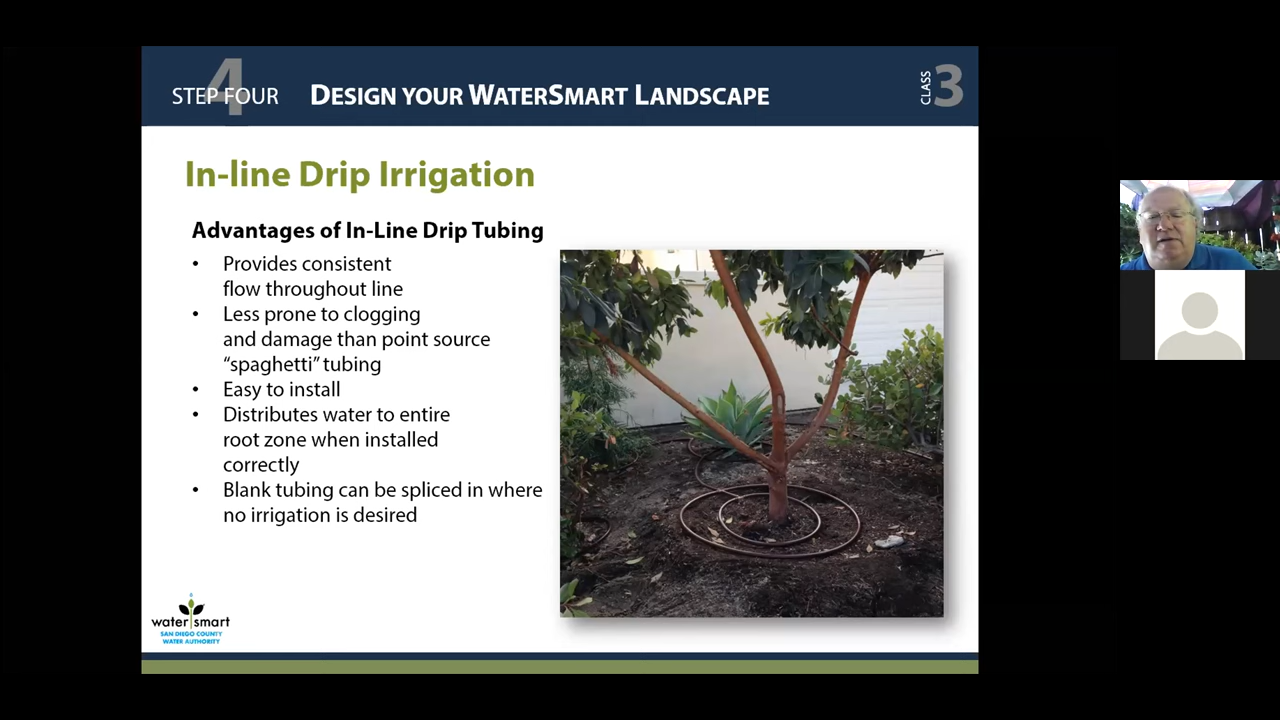 STEP FOUR
4
DESIGN YOUR WATERSMART LANDSCAPE
CLASS
3
In-line Drip Irrigation
Advantages of In-Line Drip Tubing
• Provides consistent
flow throughout line
• Less prone to clogging
and damage than point source
“spaghetti” tubing
• Easy to install
• Distributes water to entire
root zone when installed
correctly
• Blank tubing can be spliced in where
no irrigation is desired
water smart
SAN DIEGO COUNTY
WATER AUTHORITY